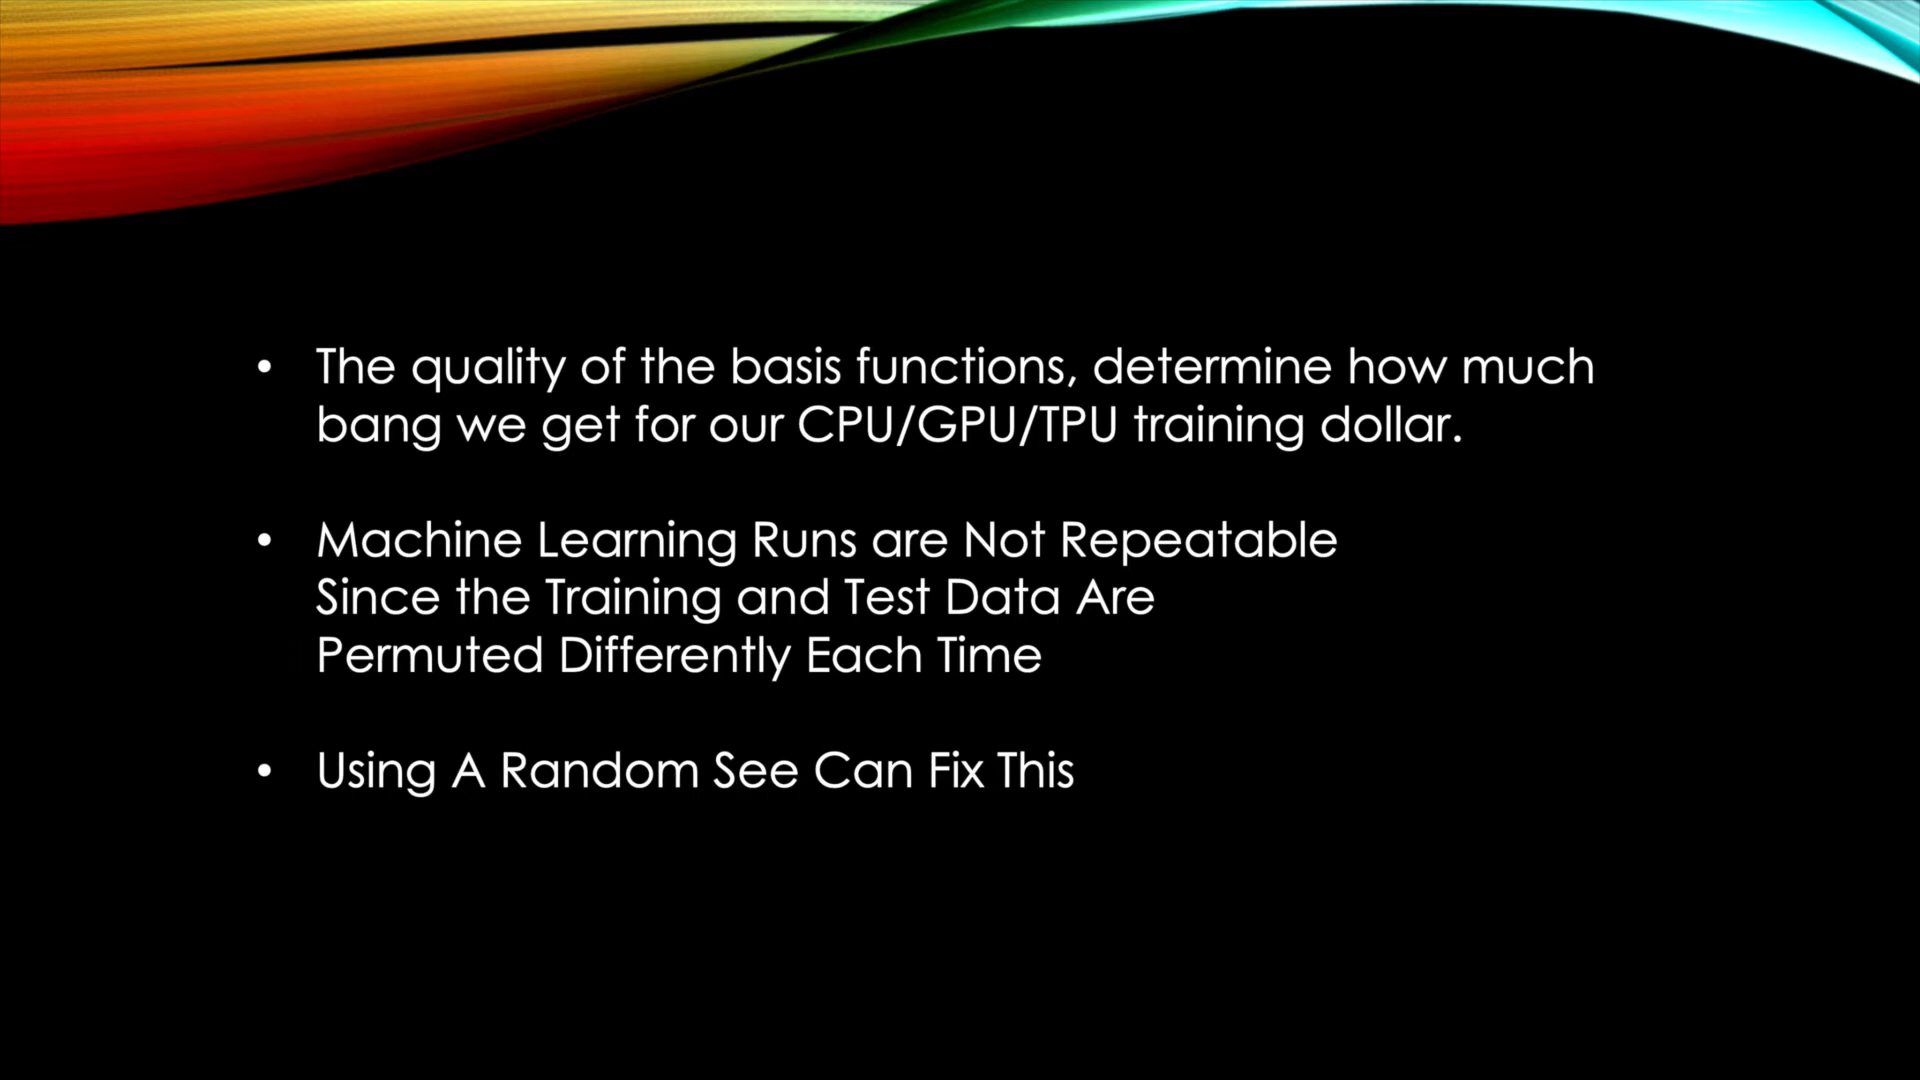 • The quality of the basis functions, determine how much
bang we get for our CPU/GPU/TPU training dollar.
• Machine Learning Runs are Not Repeatable
Since the Training and Test Data Are
Permuted Differently Each Time
• Using A Random See Can Fix This